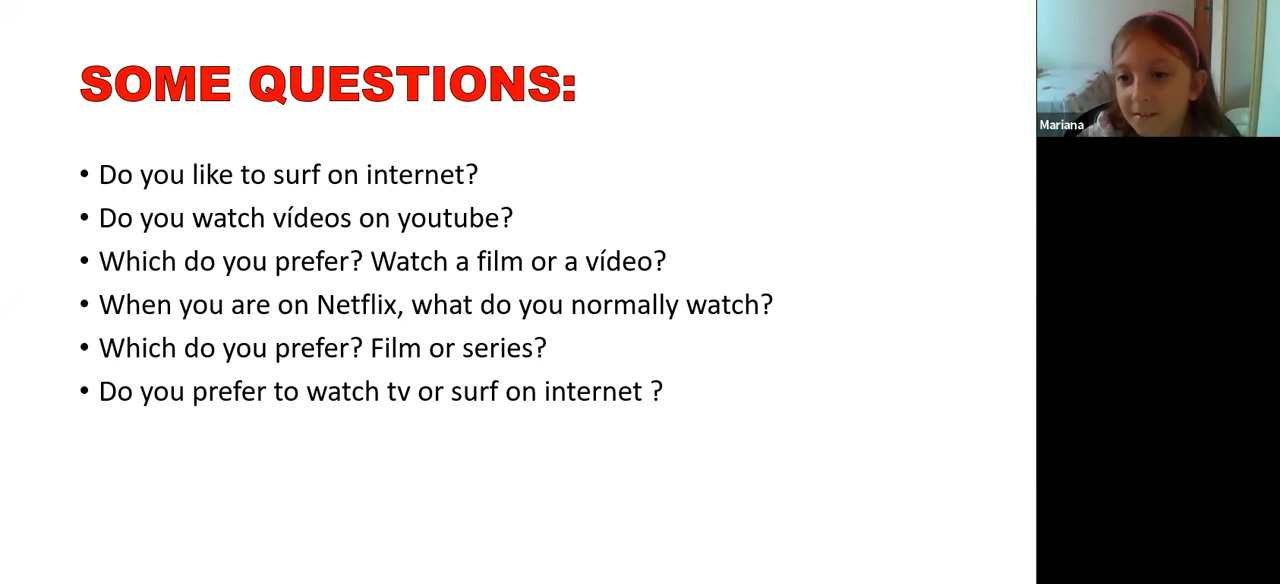 SOME QUESTIONS:
• Do you like to surf on internet?
• Do you watch vídeos on youtube?
• Which do you prefer? Watch a film or a vídeo?
• When you are on Netflix, what do you normally watch?
• Which do you prefer? Film or series?
• Do you prefer to watch tv or surf on internet ?
Mariana